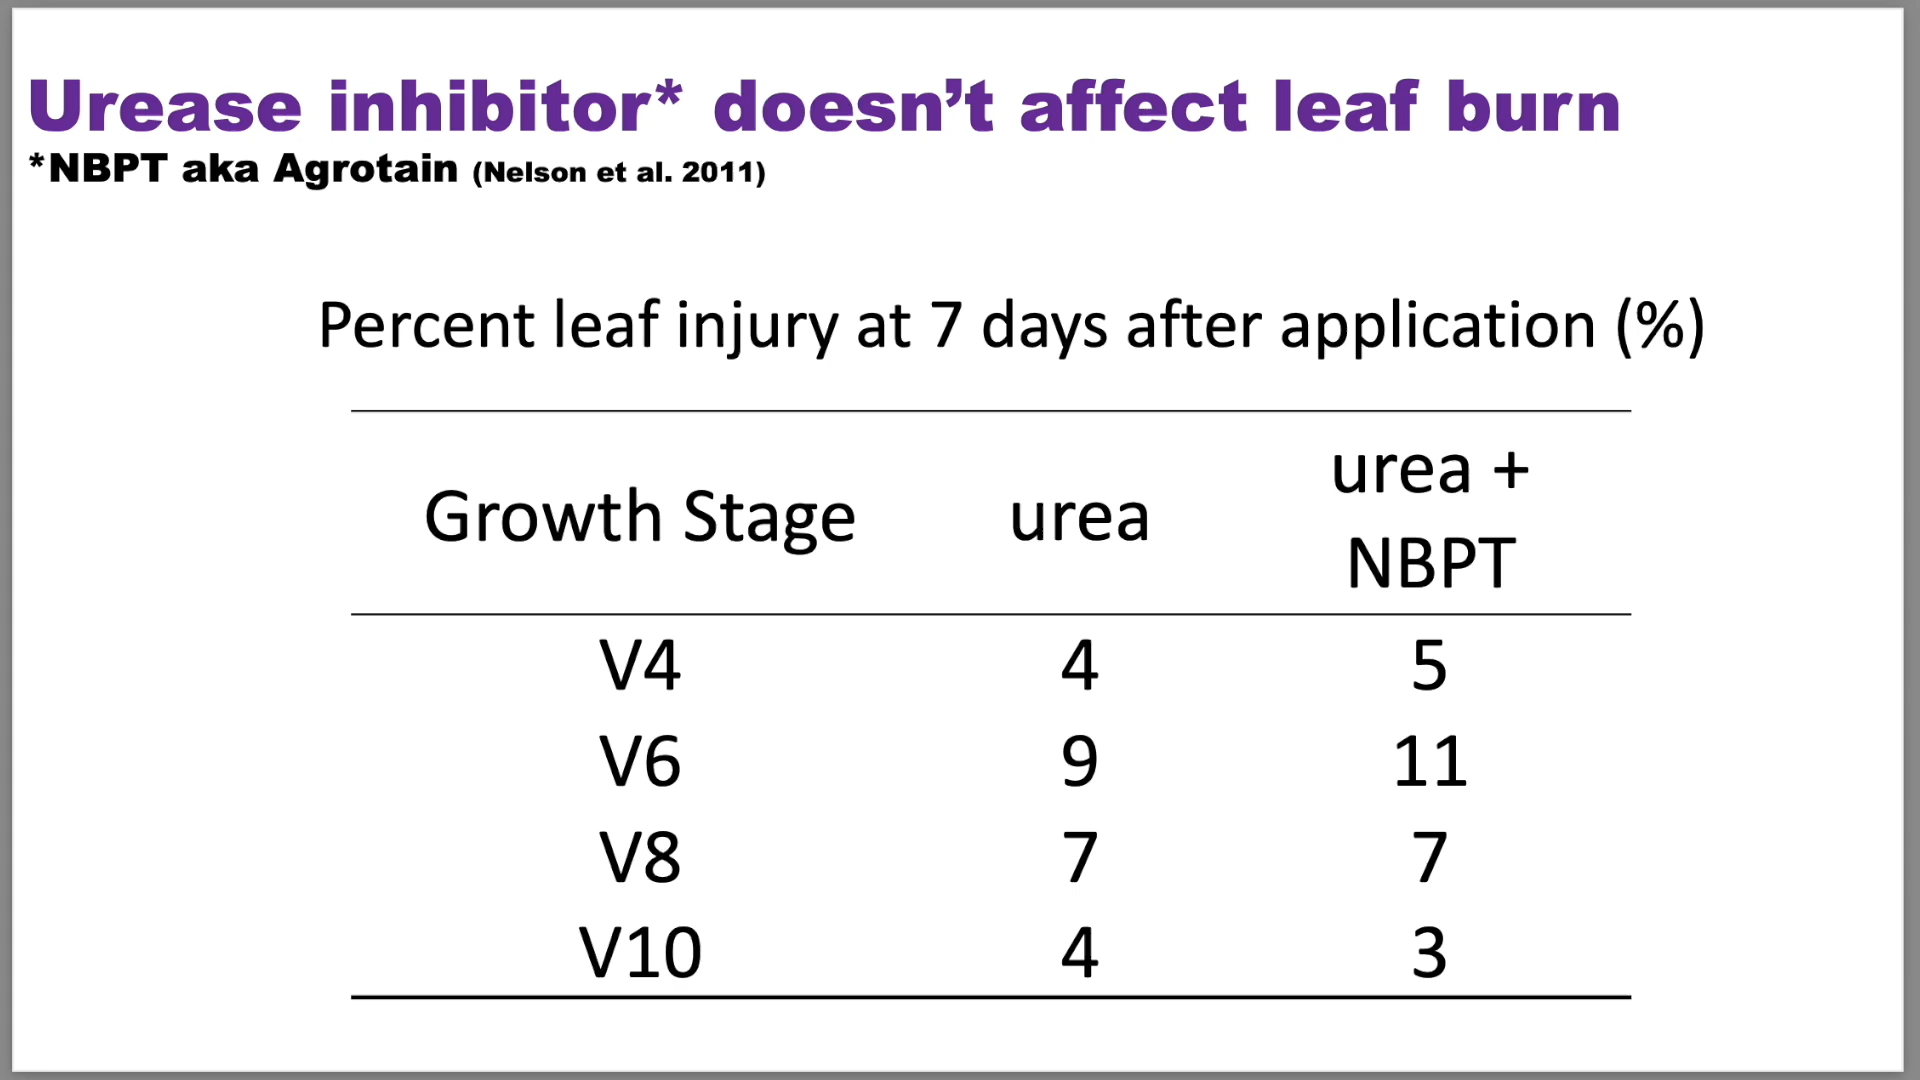 Urease inhibitor* doesn’t affect leaf burn
*NBPT aka Agrotain (Nelson et al. 2011)
Percent leaf injury at 7 days after application (%)
Growth Stage urea urea + NBPT
V4 4 5
V6 9 11
V8 7 7
V10 4 3